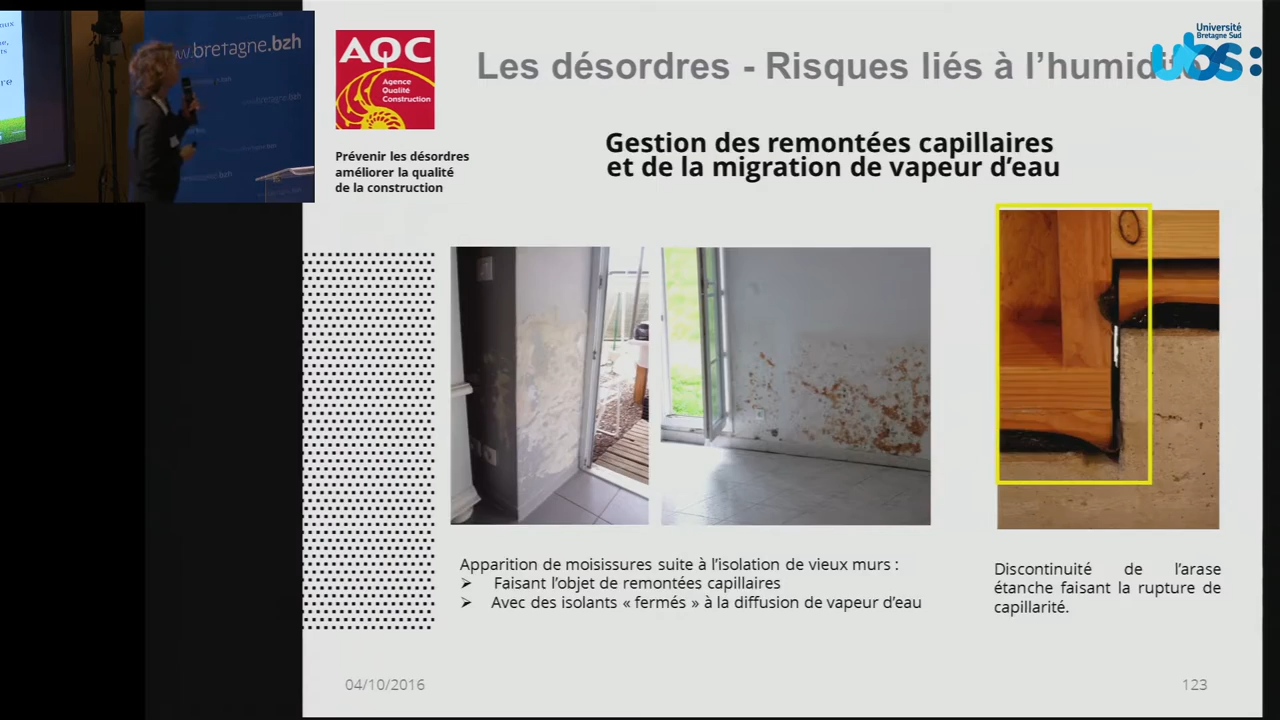 www.bretagne.bzh
AQC
Agence
Qualité
Construction
Prévenir les désordres
améliorer la qualité
de la construction
Les désordres - Risques liés à l'humidité
Université
Bretagne Sud
ubs:
Gestion des remontées capillaires
et de la migration de vapeur d'eau
Apparition de moisissures suite à l'isolation de vieux murs :
➢ Faisant l'objet de remontées capillaires
➢ Avec des isolants « fermés » à la diffusion de vapeur d'eau
Discontinuité de l'arase
étanche faisant la rupture de
capillarité.
04/10/2016
123